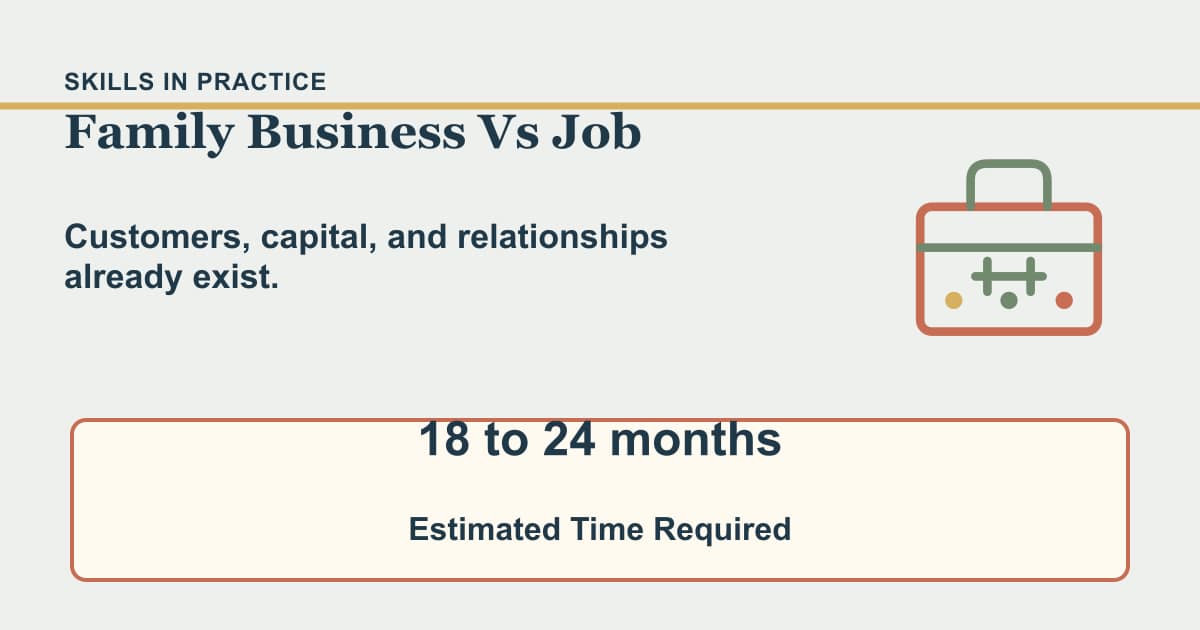 SKILLS IN PRACTICE
Family Business Vs Job
Customers, capital, and relationships
already exist.
18 to 24 months
Estimated Time Required